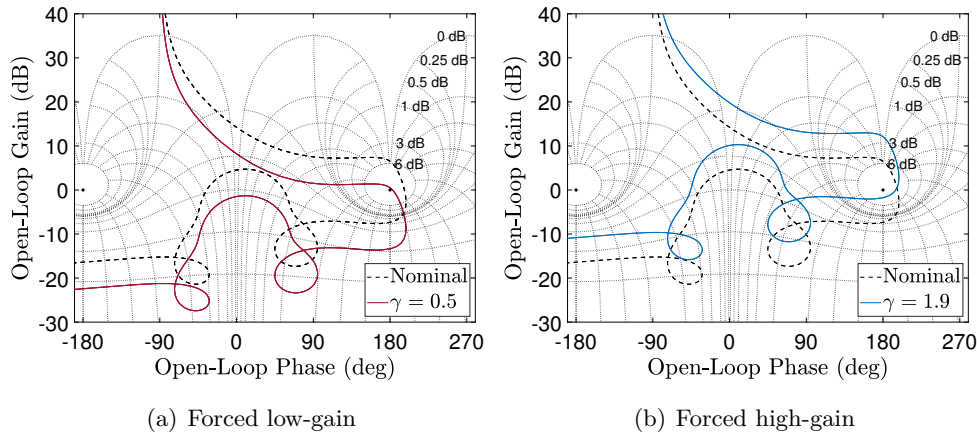 40
30
20
10
0
-10
-20
-30
Open-Loop Gain (dB)
0 dB
0.25 dB
0.5 dB
1 dB
3 dB
6 dB
Nominal
γ = 0.5
-180 -90 0 90 180 270
Open-Loop Phase (deg)
(a) Forced low-gain
40
30
20
10
0
-10
-20
-30
Open-Loop Gain (dB)
0 dB
0.25 dB
0.5 dB
1 dB
3 dB
6 dB
Nominal
γ = 1.9
-180 -90 0 90 180 270
Open-Loop Phase (deg)
(b) Forced high-gain